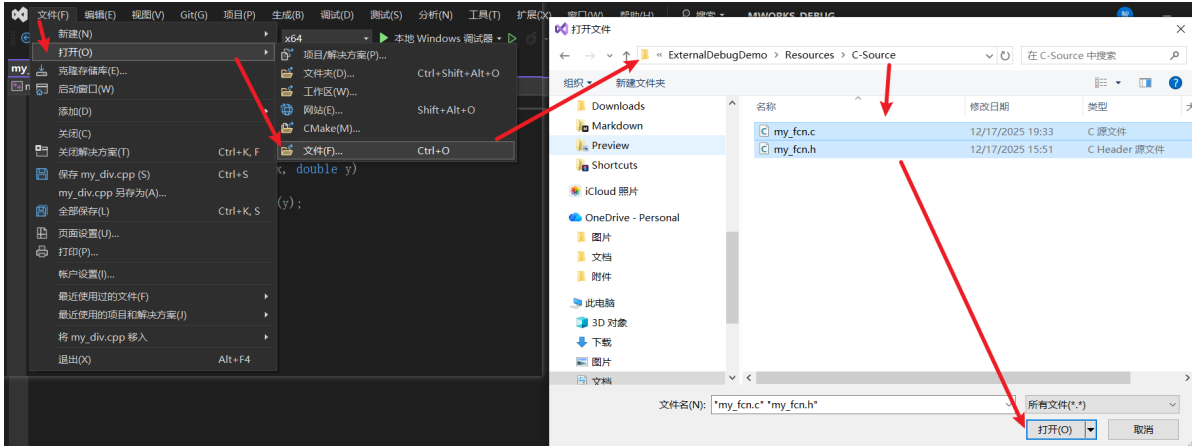 文件(F) 编辑(E) 视图(V) Git(G) 项目(P) 生成(B) 调试(D) 测试(S) 分析(N) 工具(T) 扩展(X) 窗口(W) 帮助(H) 搜索 MWORKS_DEBUG
x64 本地 Windows 调试器
新建(N)
打开(O)
克隆存储库(E)...
启动窗口(W)
添加(D)
关闭(C)
关闭解决方案(T) Ctrl+K, F
保存 my_div.cpp (S) Ctrl+S
my_div.cpp 另存为(A)...
全部保存(L) Ctrl+K, S
页面设置(U)...
打印(P)...
帐户设置(I)...
最近使用过的文件(F)
最近使用的项目和解决方案(J)
将 my_div.cpp 移入
退出(X) Alt+F4
项目/解决方案(P)...
文件夹(D)... Ctrl+Shift+Alt+O
工作区(W)...
网站(E)... Shift+Alt+O
CMake(M)...
文件(F)... Ctrl+O
x, double y)
(y);
打开文件
« ExternalDebugDemo › Resources › C-Source
在 C-Source 中搜索
组织 新建文件夹
Downloads
Markdown
Preview
Shortcuts
iCloud 照片
OneDrive - Personal
图片
文档
附件
此电脑
3D 对象
下载
图片
文档
名称 修改日期 类型
my_fcn.c 12/17/2025 19:33 C 源文件
my_fcn.h 12/17/2025 15:51 C Header 源文件
文件名(N): "my_fcn.c" "my_fcn.h" 所有文件(*.*)
打开(O) 取消